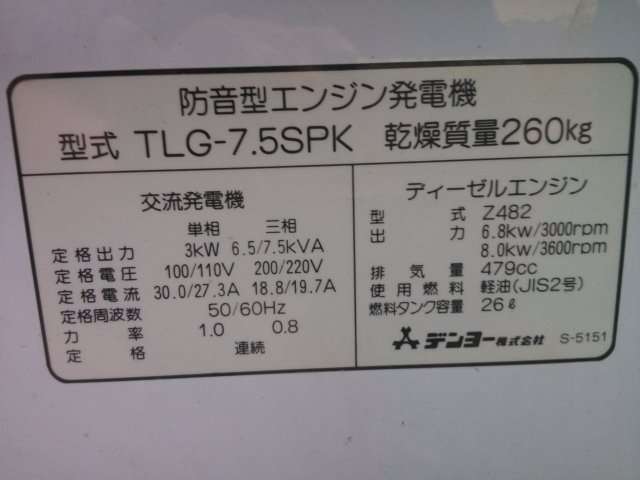 防音型エンジン発電機
型式 TLG-7.5SPK 乾燥質量260kg
交流発電機
単相 三相
定格出力 3kW 6.5/7.5kVA
定格電圧 100/110V 200/220V
定格電流 30.0/27.3A 18.8/19.7A
定格周波数 50/60Hz
力率 1.0 0.8
定格 連続
ディーゼルエンジン
型式 Z482
出力 6.8kw/3000rpm
8.0kw/3600rpm
排気量 479cc
使用燃料 軽油(JIS2号)
燃料タンク容量 26ℓ
デンヨー株式会社 S-5151